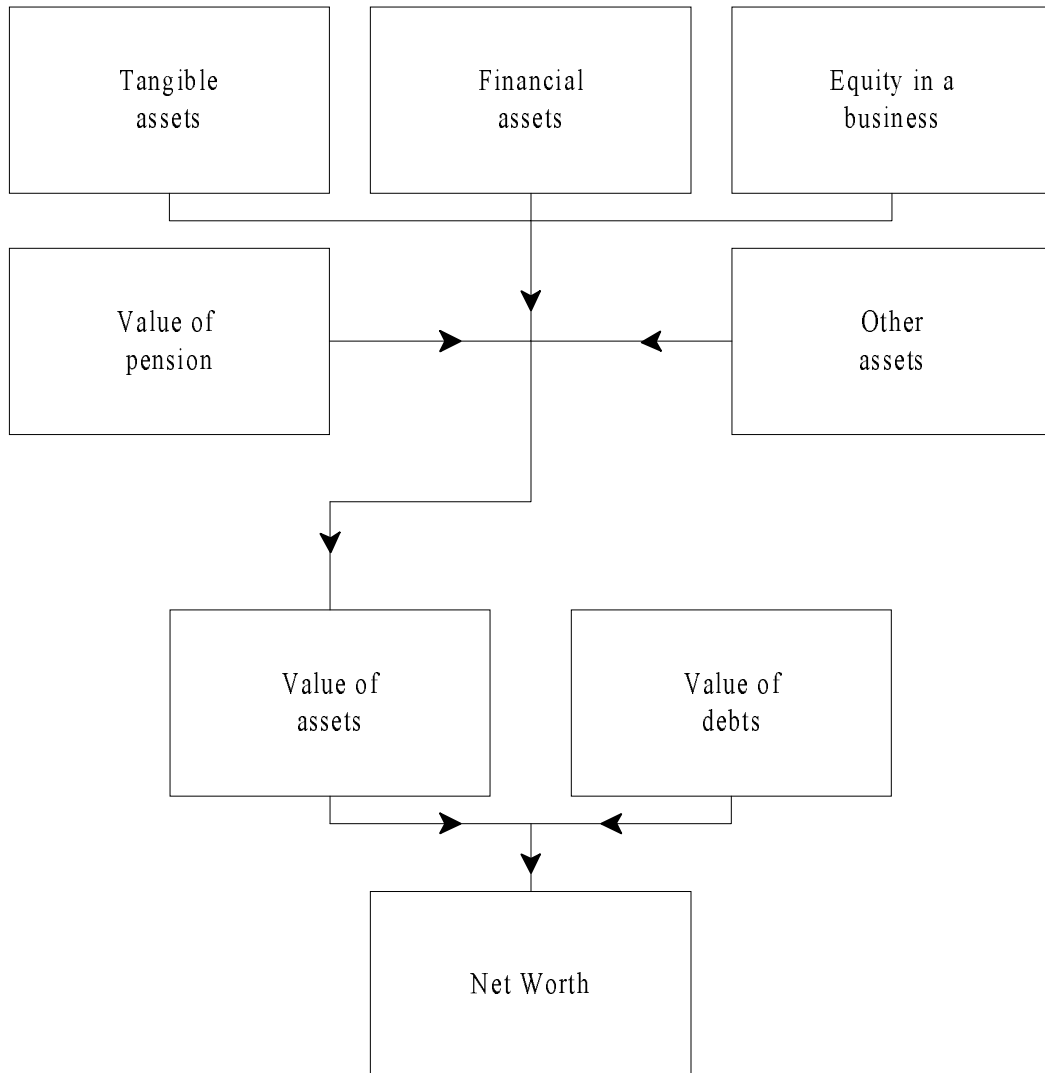 Tangible
assets
Financial
assets
Equity in a
business
Value of
pension
Other
assets
Value of
assets
Value of
debts
Net Worth